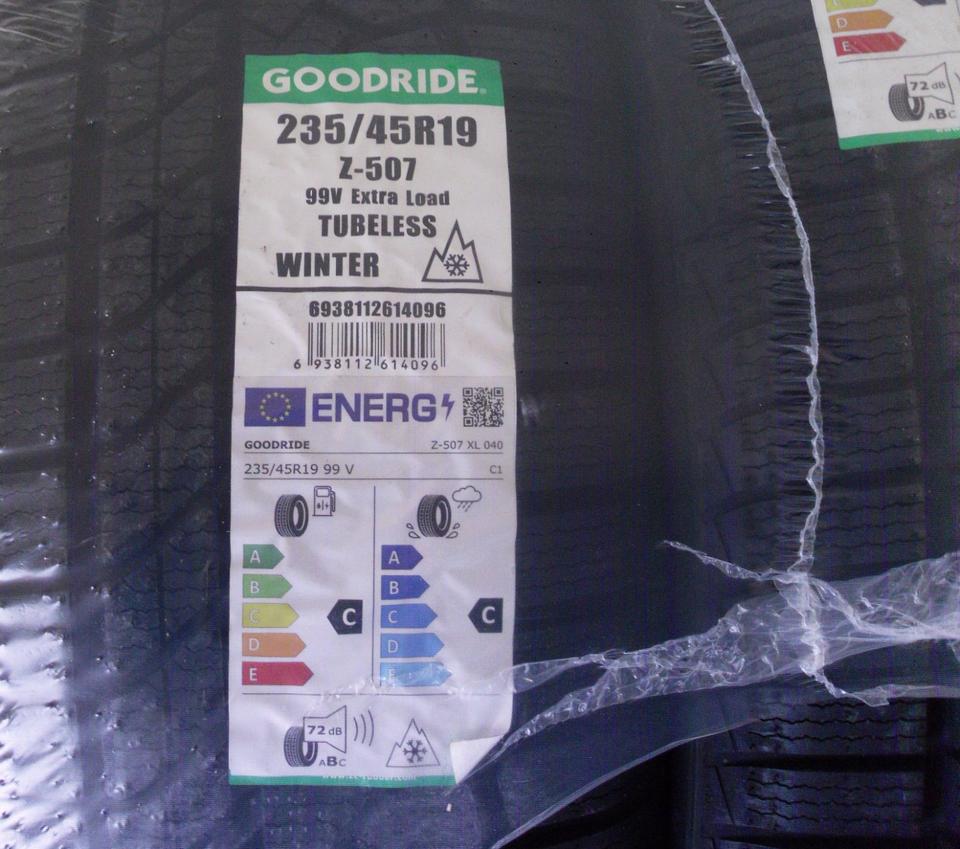 GOODRIDE®
235/45R19
Z-507
99V Extra Load
TUBELESS
WINTER
6938112614096
6 938112 614096
ENERG
GOODRIDE Z-507 XL 040
235/45R19 99 V C1
A A
B B
C C C C
D D
E E
72 dB
ABC
D
E
72 dB
ABC